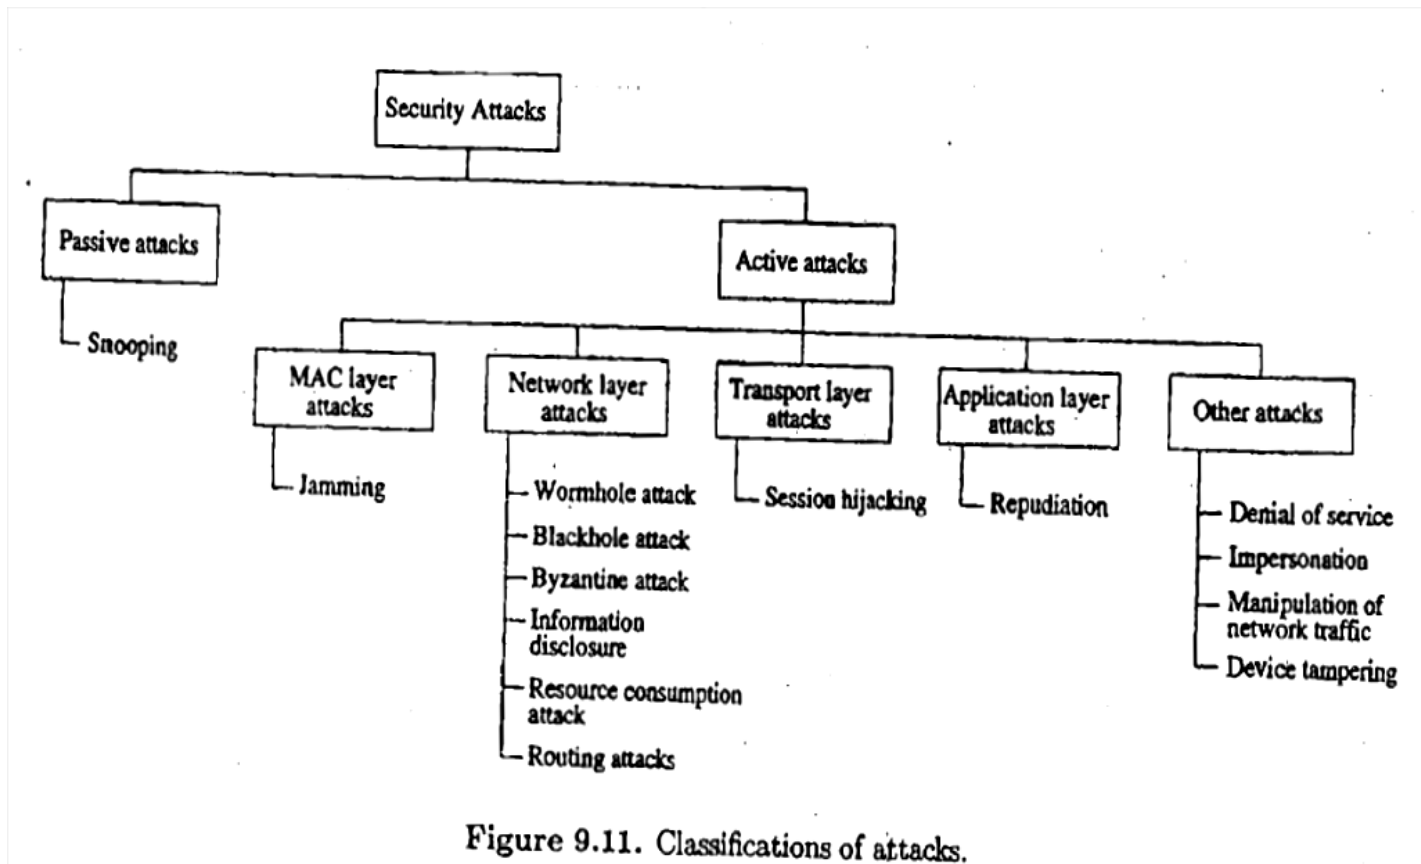 Security Attacks
Passive attacks
Active attacks
Snooping
MAC layer
attacks
Network layer
attacks
Transport layer
attacks
Application layer
attacks
Other attacks
Jamming
Wormhole attack
Blackhole attack
Byzantine attack
Information
disclosure
Resource consumption
attack
Routing attacks
Session hijacking
Repudiation
Denial of service
Impersonation
Manipulation of
network traffic
Device tampering
Figure 9.11. Classifications of attacks.